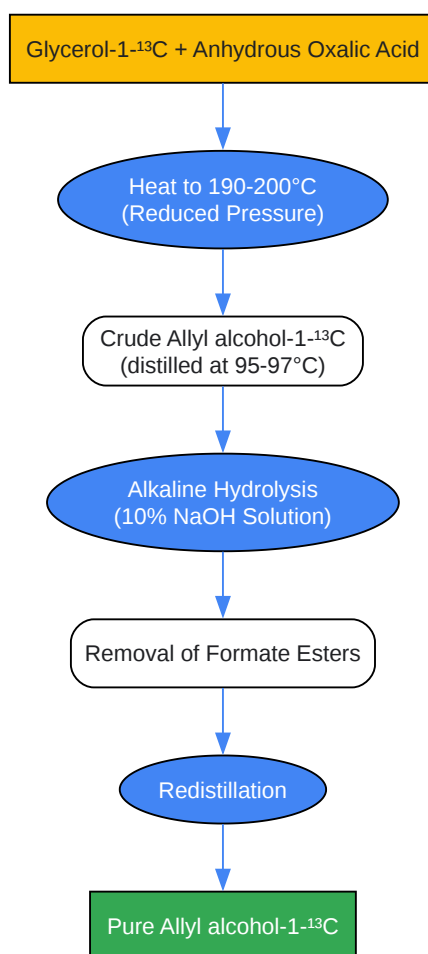 Glycerol-1-¹³C + Anhydrous Oxalic Acid
Heat to 190-200°C
(Reduced Pressure)
Crude Allyl alcohol-1-¹³C
(distilled at 95-97°C)
Alkaline Hydrolysis
(10% NaOH Solution)
Removal of Formate Esters
Redistillation
Pure Allyl alcohol-1-¹³C